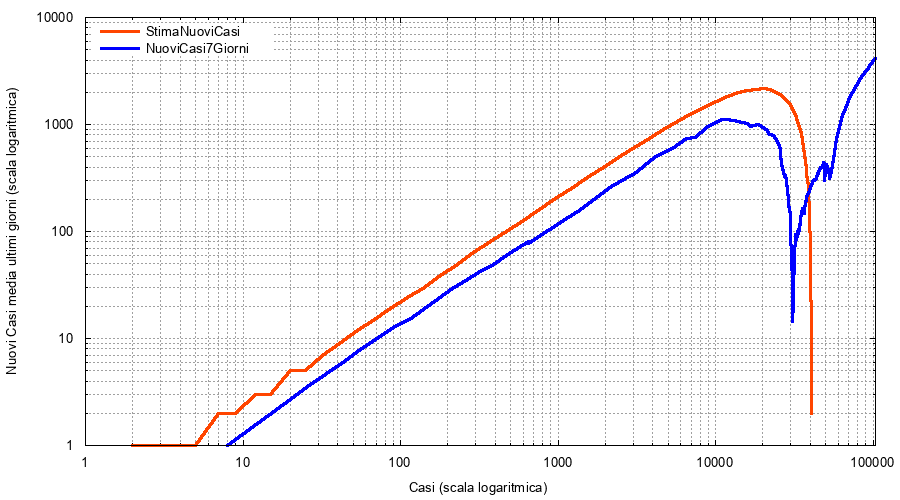 10000
StimaNuoviCasi
NuoviCasi7Giorni
1000
100
10
1
Nuovi Casi media ultimi giorni (scala logaritmica)
1 10 100 1000 10000 100000
Casi (scala logaritmica)